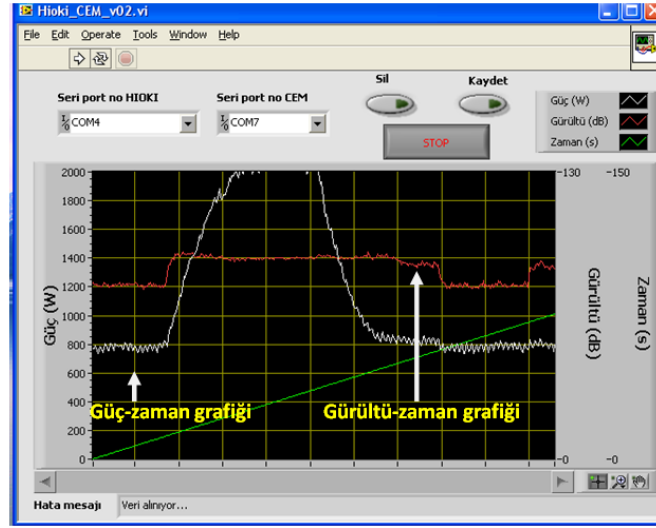 Hioki_CEM_v02.vi
File Edit Operate Tools Window Help
Seri port no HIOKI
Seri port no CEM
Sil
Kaydet
COM4
COM7
STOP
Güç (W)
Gürültü (dB)
Zaman (s)
2000
1800
1600
1400
1200
1000
800
600
400
200
0
Güç (W)
-130
-0
Gürültü (dB)
-150
-0
Zaman (s)
Güç-zaman grafiği
Gürültü-zaman grafiği
Hata mesajı
Veri alınıyor...